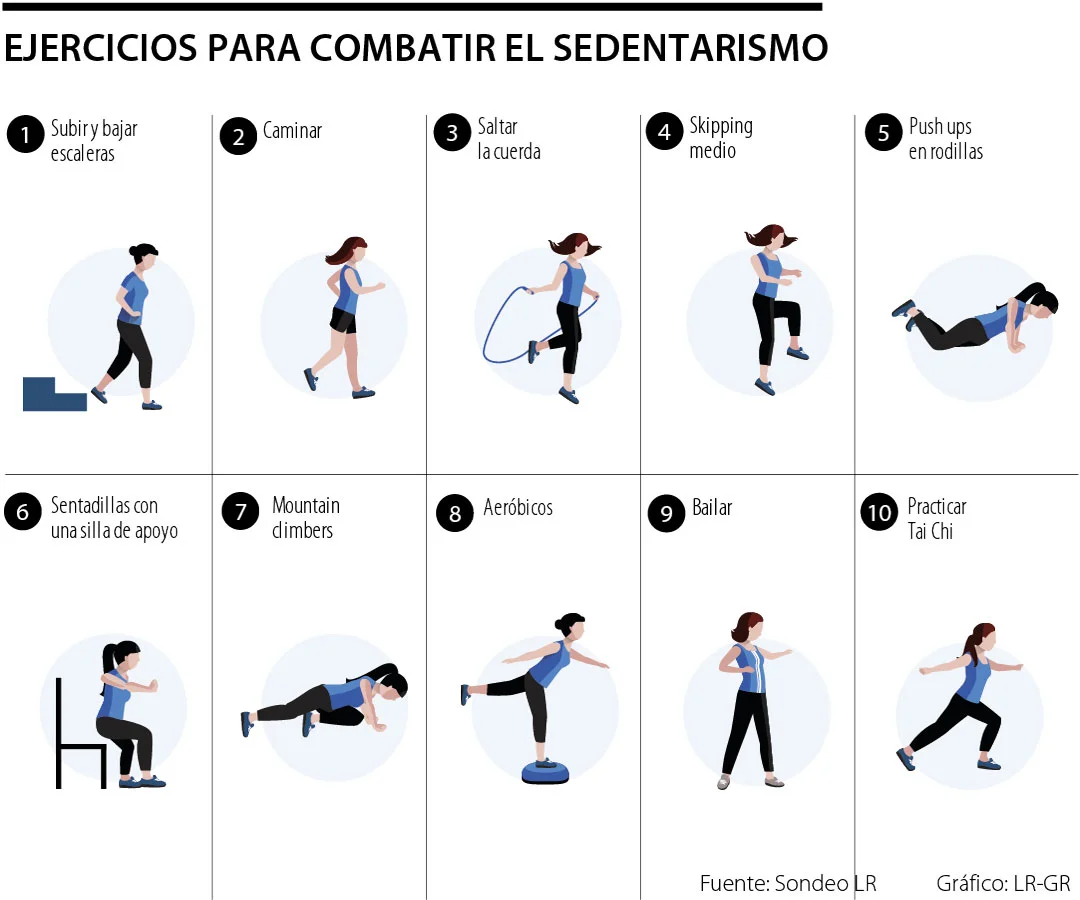 EJERCICIOS PARA COMBATIR EL SEDENTARISMO
1 Subir y bajar
escaleras
2 Caminar
3 Saltar
la cuerda
4 Skipping
medio
5 Push ups
en rodillas
6 Sentadillas con
una silla de apoyo
7 Mountain
climbers
8 Aeróbicos
9 Bailar
10 Practicar
Tai Chi
Fuente: Sondeo LR
Gráfico: LR-GR